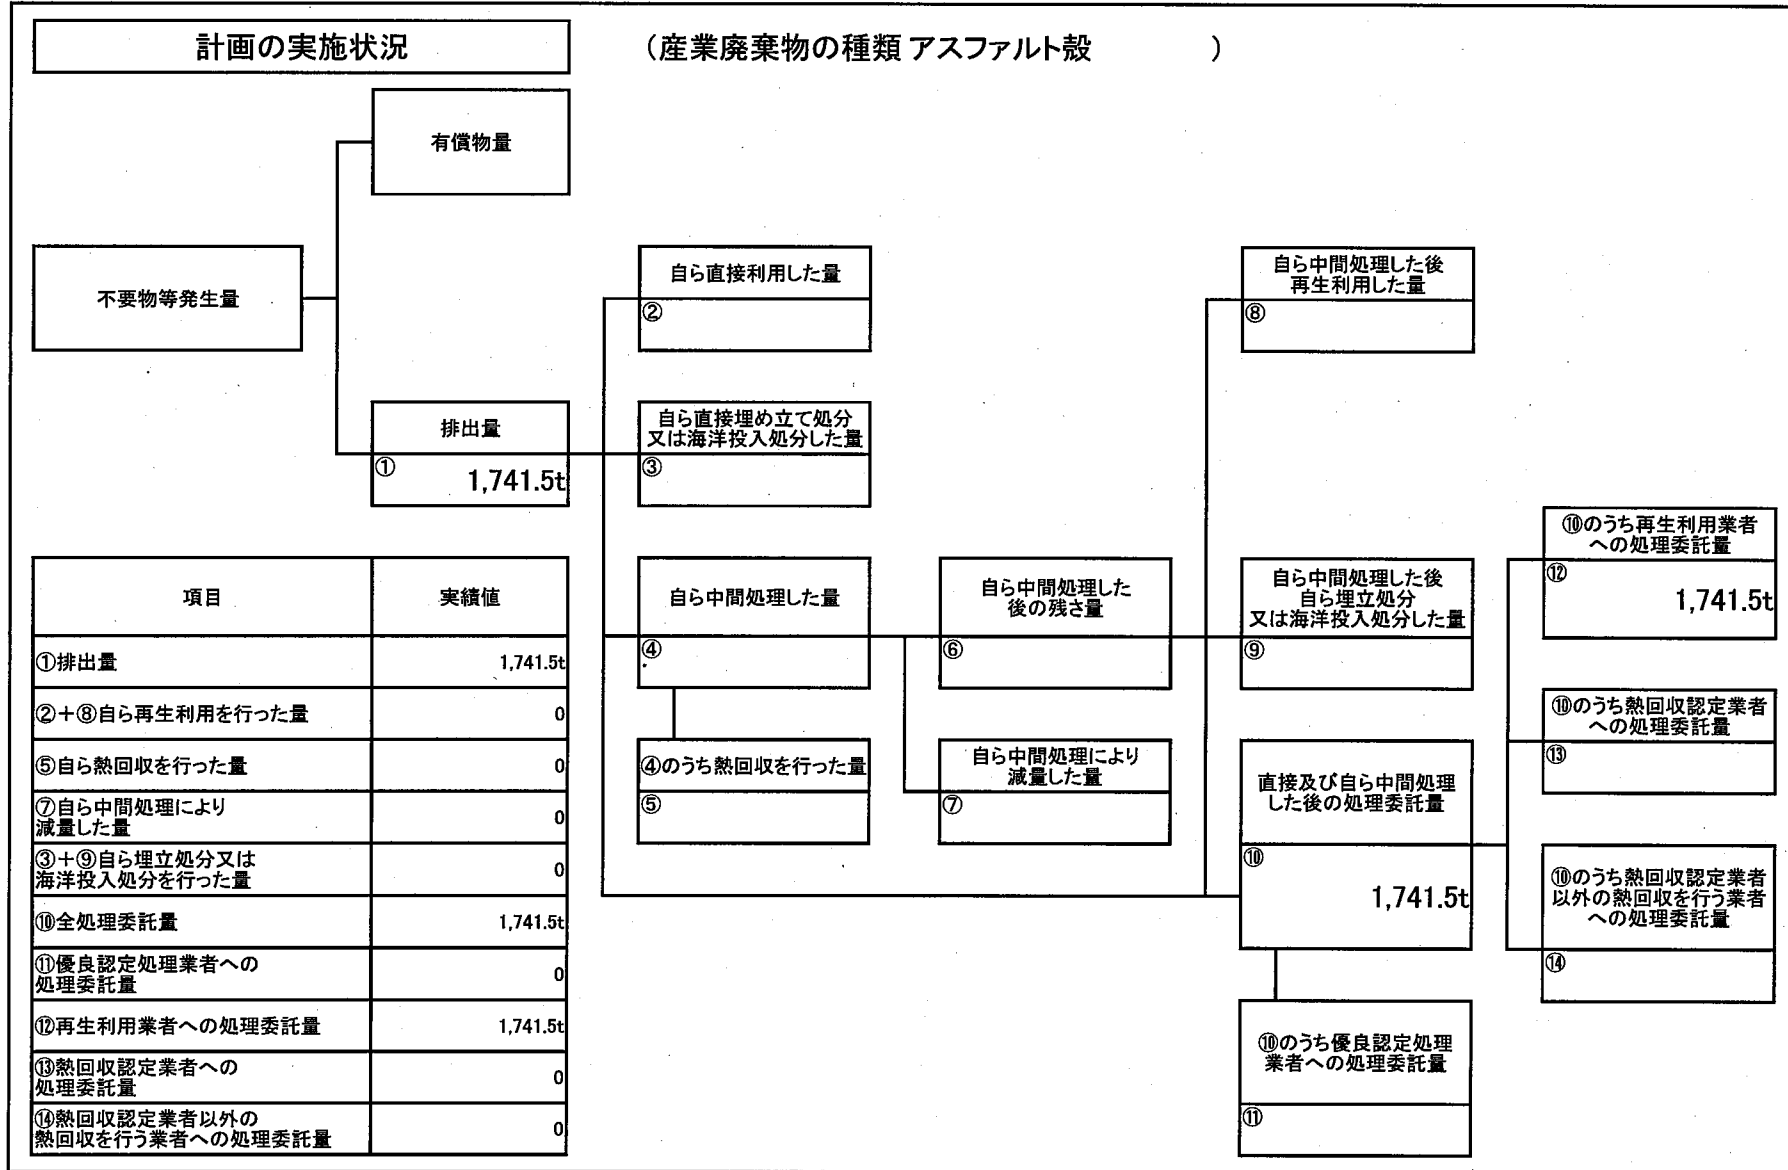 計画の実施状況
（産業廃棄物の種類 アスファルト殻　　　　）
有償物量
不要物等発生量
排出量
①
1,741.5t
自ら直接利用した量
②
自ら直接埋め立て処分
又は海洋投入処分した量
③
自ら中間処理した後
再生利用した量
⑧
自ら中間処理した量
④
自ら中間処理した
後の残さ量
⑥
自ら中間処理した後
自ら埋立処分
又は海洋投入処分した量
⑨
④のうち熱回収を行った量
⑤
自ら中間処理により
減量した量
⑦
直接及び自ら中間処理
した後の処理委託量
⑩
1,741.5t
⑩のうち優良認定処理
業者への処理委託量
⑪
⑩のうち再生利用業者
への処理委託量
⑫
1,741.5t
⑩のうち熱回収認定業者
への処理委託量
⑬
⑩のうち熱回収認定業者
以外の熱回収を行う業者
への処理委託量
⑭
項目 実績値
①排出量 1,741.5t
②＋⑧自ら再生利用を行った量 0
⑤自ら熱回収を行った量 0
⑦自ら中間処理により
減量した量 0
③＋⑨自ら埋立処分又は
海洋投入処分を行った量 0
⑩全処理委託量 1,741.5t
⑪優良認定処理業者への
処理委託量 0
⑫再生利用業者への処理委託量 1,741.5t
⑬熱回収認定業者への
処理委託量 0
⑭熱回収認定業者以外の
熱回収を行う業者への処理委託量 0